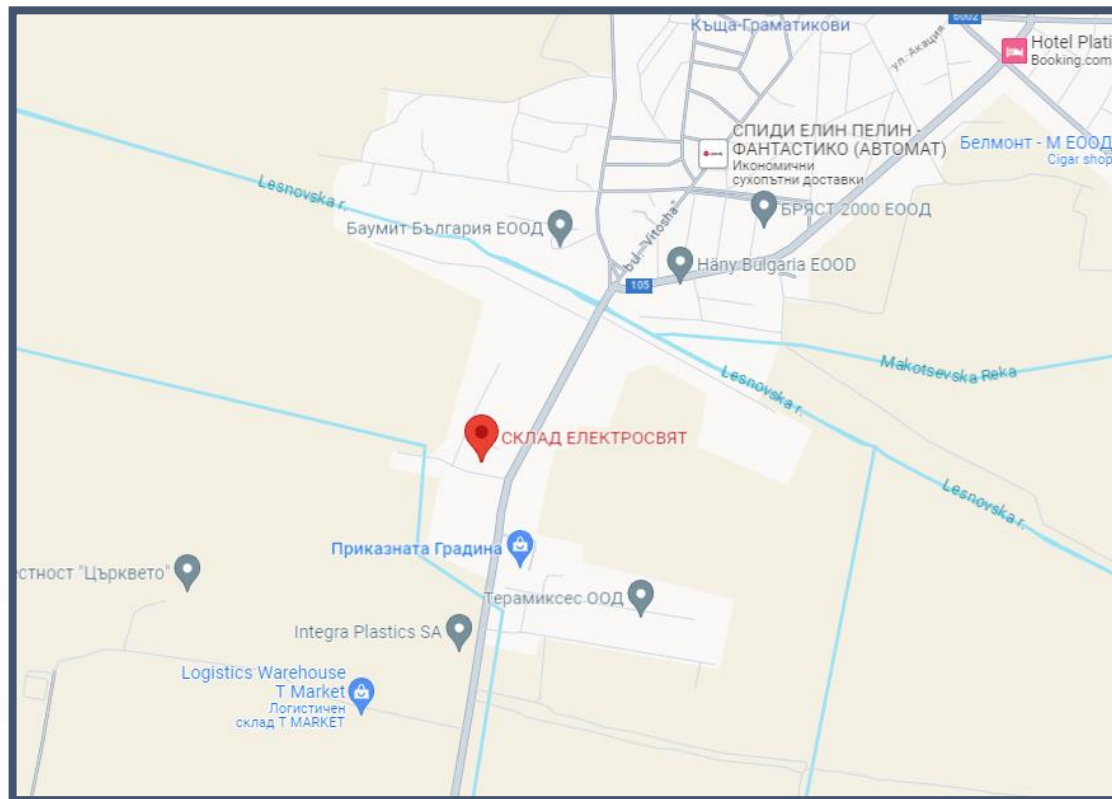 Къща-Граматикови
6002
ул. „Акация
Hotel Plati
Booking.com
СПИДИ ЕЛИН ПЕЛИН -
ФАНТАСТИКО (АВТОМАТ)
Икономични
сухопътни доставки
Белмонт - М ЕООД
Cigar shop
Lesnovska r.
Баумит България ЕООД
bul. "Vitosha"
БРЯСТ 2000 ЕООД
Häny Bulgaria EOOD
105
Makotsevska Reka
Lesnovska r.
СКЛАД ЕЛЕКТРОСВЯТ
Lesnovska r.
Приказната Градина
естност "Църквето"
Терамиксес ООД
Integra Plastics SA
Logistics Warehouse
T Market
Логистичен
склад T MARKET